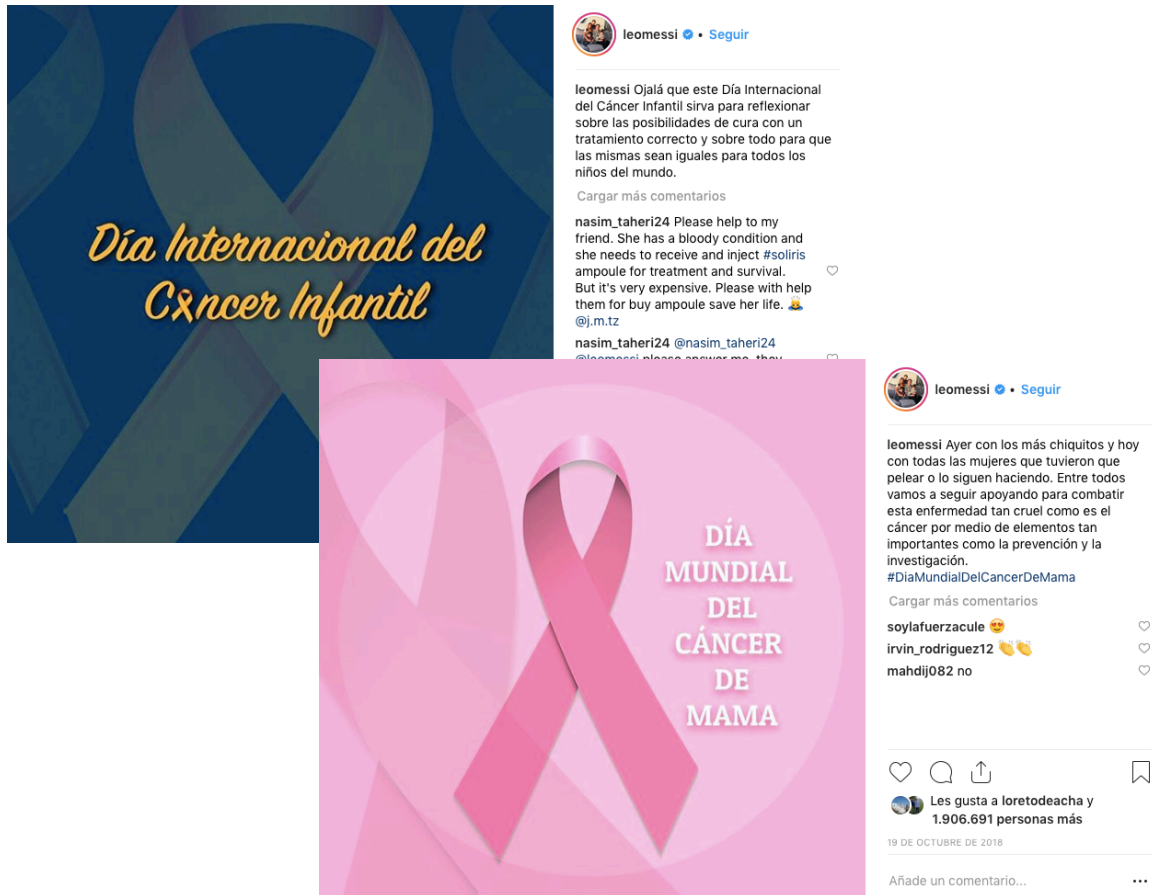 Día Internacional del
Cáncer Infantil
leomessi • Seguir
leomessi Ojalá que este Día Internacional
del Cáncer Infantil sirva para reflexionar
sobre las posibilidades de cura con un
tratamiento correcto y sobre todo para que
las mismas sean iguales para todos los
niños del mundo.
Cargar más comentarios
nasim_taheri24 Please help to my
friend. She has a bloody condition and
she needs to receive and inject #soliris
ampoule for treatment and survival.
But it's very expensive. Please with help
them for buy ampoule save her life. 🙇
@j.m.tz
nasim_taheri24 @nasim_taheri24
@leomessi please answer me, they
DÍA
MUNDIAL
DEL
CÁNCER
DE
MAMA
leomessi • Seguir
leomessi Ayer con los más chiquitos y hoy
con todas las mujeres que tuvieron que
pelear o lo siguen haciendo. Entre todos
vamos a seguir apoyando para combatir
esta enfermedad tan cruel como es el
cáncer por medio de elementos tan
importantes como la prevención y la
investigación.
#DiaMundialDelCancerDeMama
Cargar más comentarios
soylafuerzacule 😍
irvin_rodriguez12 👏👏
mahdij082 no
Les gusta a loretodeacha y
1.906.691 personas más
19 DE OCTUBRE DE 2018
Añade un comentario...